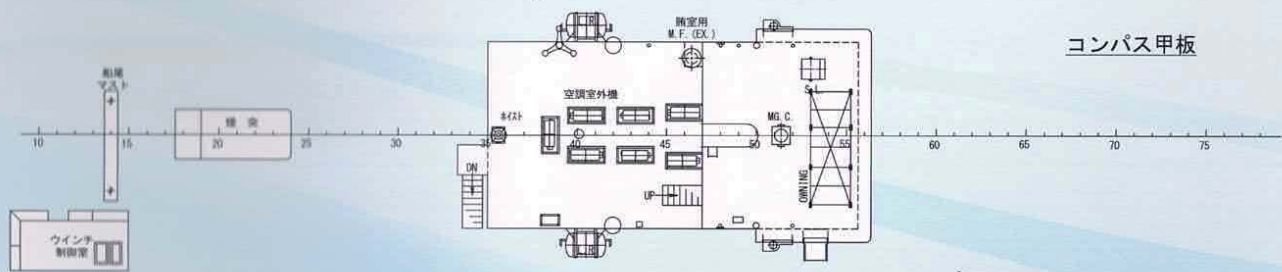 賄室用
M.F.(EX.)
コンパス甲板
船尾
マスト
煙突
空調室外機
ホイスト
S.L.
MG.C.
10 15 20 25 30 35 40 45 50 55 60 65 70 75
DN
UP
OWNING
ウインチ
制御室